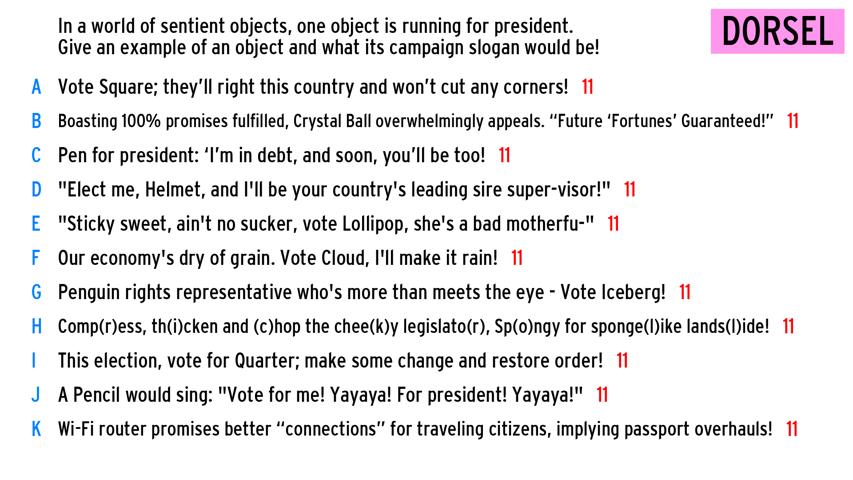 In a world of sentient objects, one object is running for president.
Give an example of an object and what its campaign slogan would be!
DORSEL
A Vote Square; they’ll right this country and won’t cut any corners! 11
B Boasting 100% promises fulfilled, Crystal Ball overwhelmingly appeals. “Future ‘Fortunes’ Guaranteed!” 11
C Pen for president: ‘I’m in debt, and soon, you’ll be too! 11
D "Elect me, Helmet, and I'll be your country's leading sire super-visor!" 11
E "Sticky sweet, ain't no sucker, vote Lollipop, she's a bad motherfu-" 11
F Our economy's dry of grain. Vote Cloud, I'll make it rain! 11
G Penguin rights representative who's more than meets the eye - Vote Iceberg! 11
H Comp(r)ess, th(i)cken and (c)hop the chee(k)y legislato(r), Sp(o)ngy for sponge(l)ike lands(l)ide! 11
I This election, vote for Quarter; make some change and restore order! 11
J A Pencil would sing: "Vote for me! Yayaya! For president! Yayaya!" 11
K Wi-Fi router promises better “connections” for traveling citizens, implying passport overhauls! 11